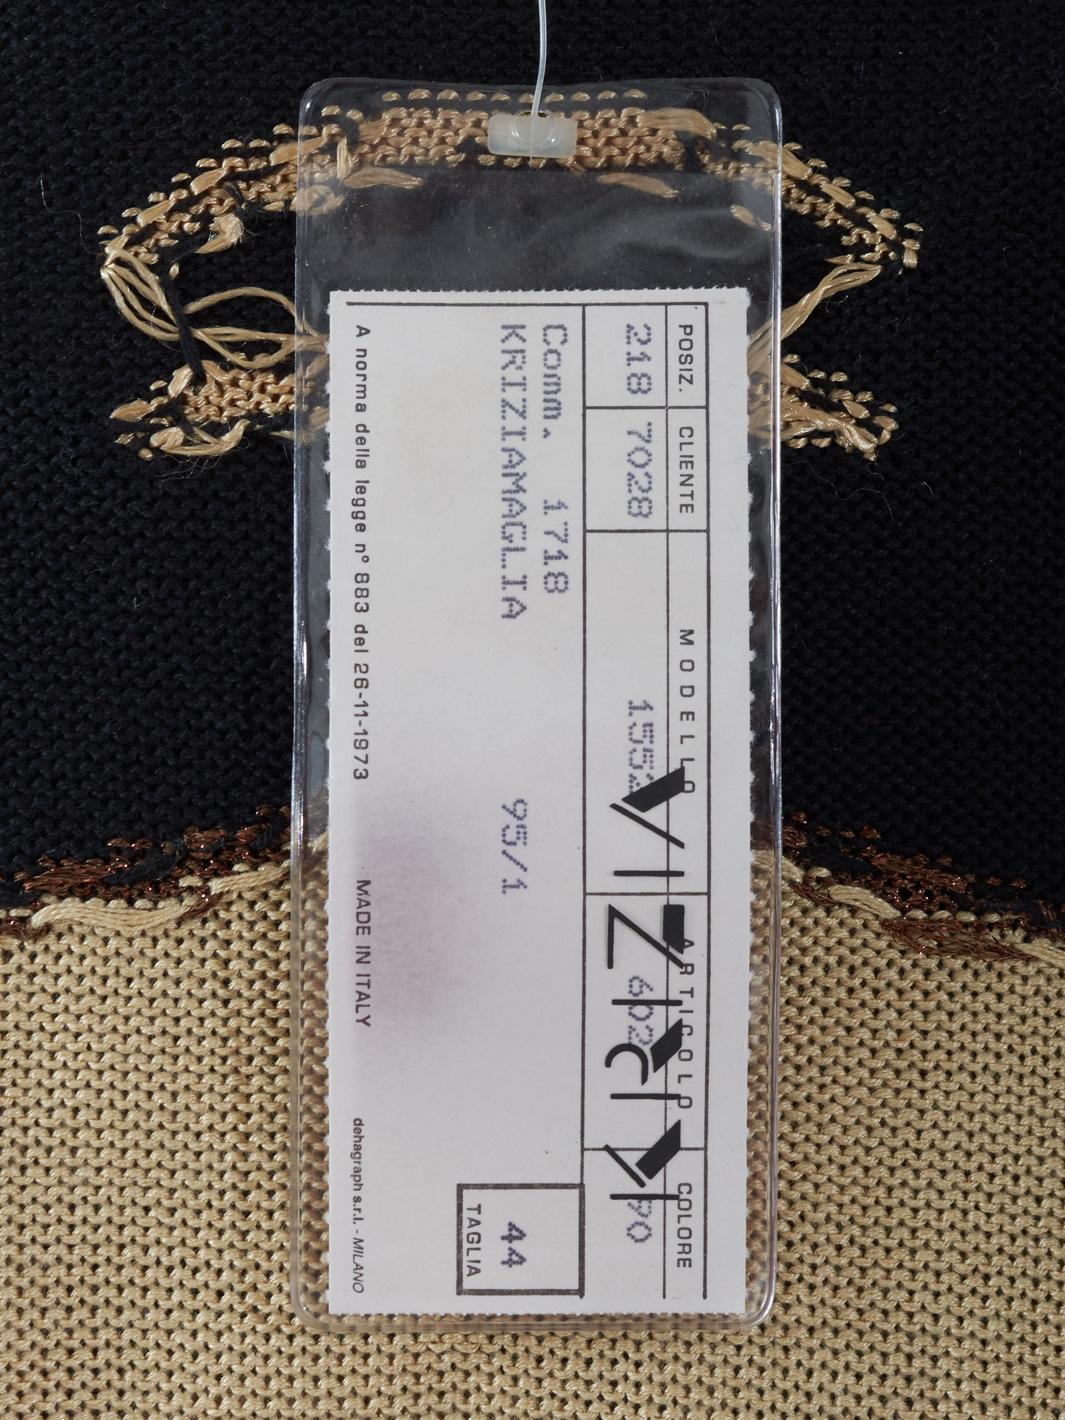 POSIZ. CLIENTE MODELLO ARTICOLO COLORE
218 7028
Comm. 1718
KRIZIAMAGLIA 95/1
44
TAGLIA
A norma della legge n° 883 del 26-11-1973 MADE IN ITALY dehagraph s.r.l. - MILANO